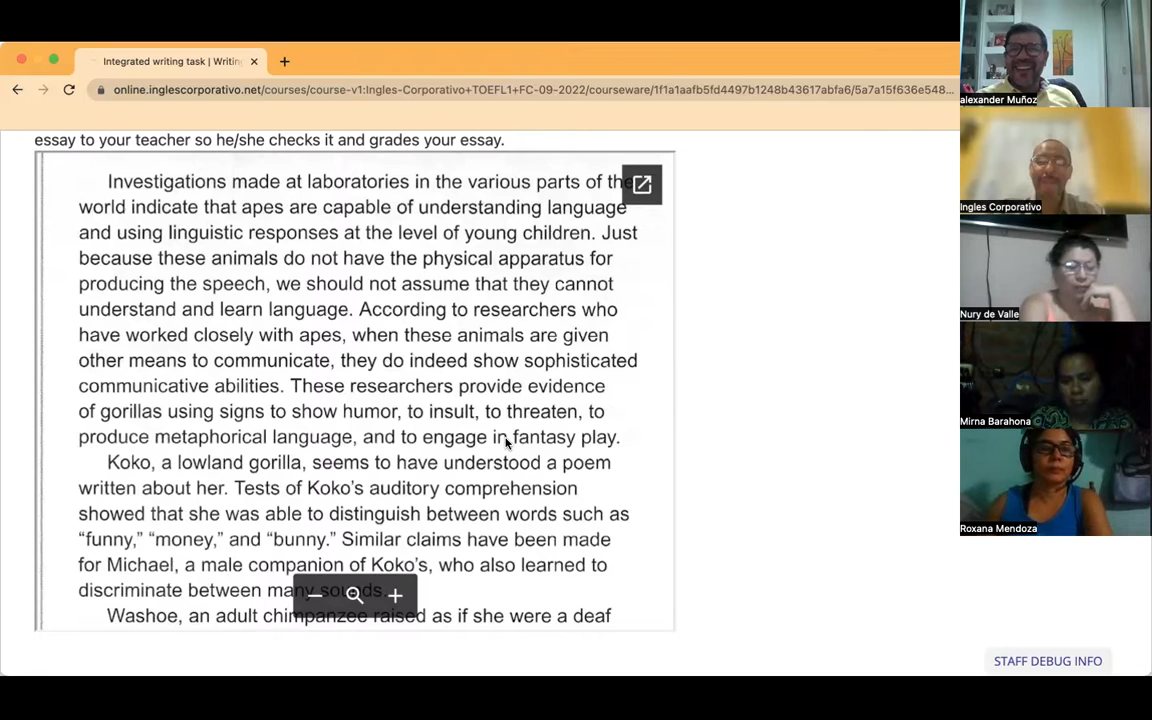 Integrated writing task | Writin
online.inglescorporativo.net/courses/course-v1:Ingles-Corporativo+TOEFL1+FC-09-2022/courseware/1f1a1aafb5fd4497b1248b43617abfa6/5a7a15f636e548...
essay to your teacher so he/she checks it and grades your essay.
Investigations made at laboratories in the various parts of the
world indicate that apes are capable of understanding language
and using linguistic responses at the level of young children. Just
because these animals do not have the physical apparatus for
producing the speech, we should not assume that they cannot
understand and learn language. According to researchers who
have worked closely with apes, when these animals are given
other means to communicate, they do indeed show sophisticated
communicative abilities. These researchers provide evidence
of gorillas using signs to show humor, to insult, to threaten, to
produce metaphorical language, and to engage in fantasy play.
Koko, a lowland gorilla, seems to have understood a poem
written about her. Tests of Koko's auditory comprehension
showed that she was able to distinguish between words such as
“funny,” “money,” and “bunny.” Similar claims have been made
for Michael, a male companion of Koko's, who also learned to
discriminate between many sounds.
Washoe, an adult chimpanzee raised as if she were a deaf
STAFF DEBUG INFO
alexander Muñoz
Ingles Corporativo
Nury de Valle
Mirna Barahona
Roxana Mendoza